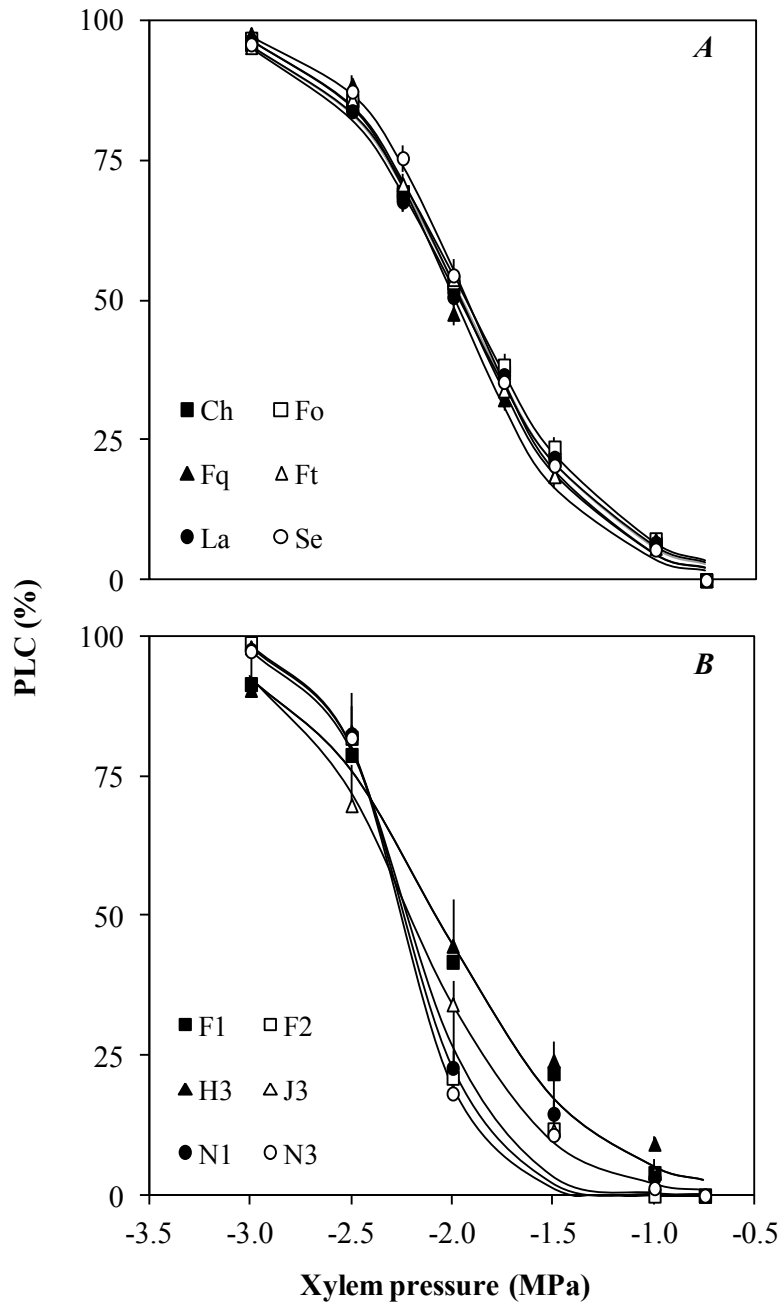 100
A
75
50
Ch Fo
25
Fq Ft
La Se
0
PLC (%)
100
B
75
50
25
F1 F2
H3 J3
N1 N3
0
-3.5 -3.0 -2.5 -2.0 -1.5 -1.0 -0.5
Xylem pressure (MPa)